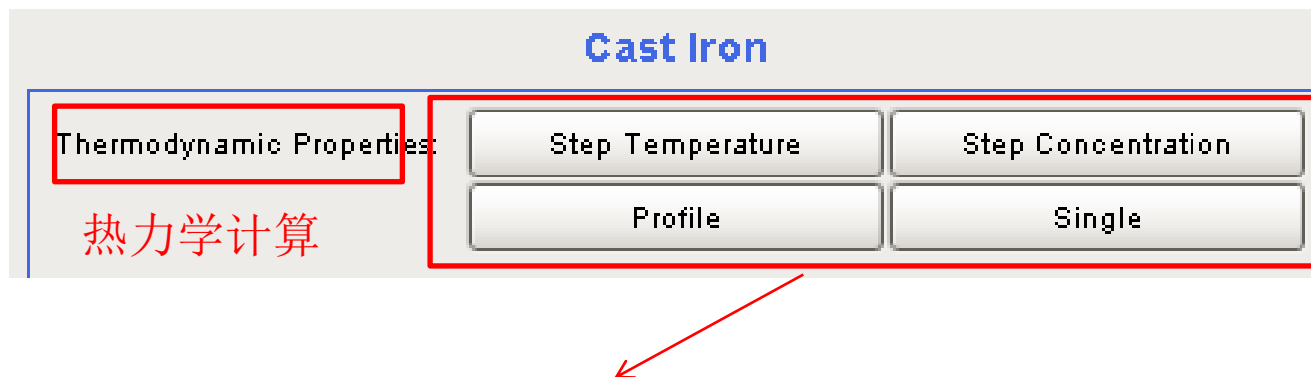 Cast Iron
Thermodynamic Properties: Step Temperature Step Concentration
热力学计算 Profile Single